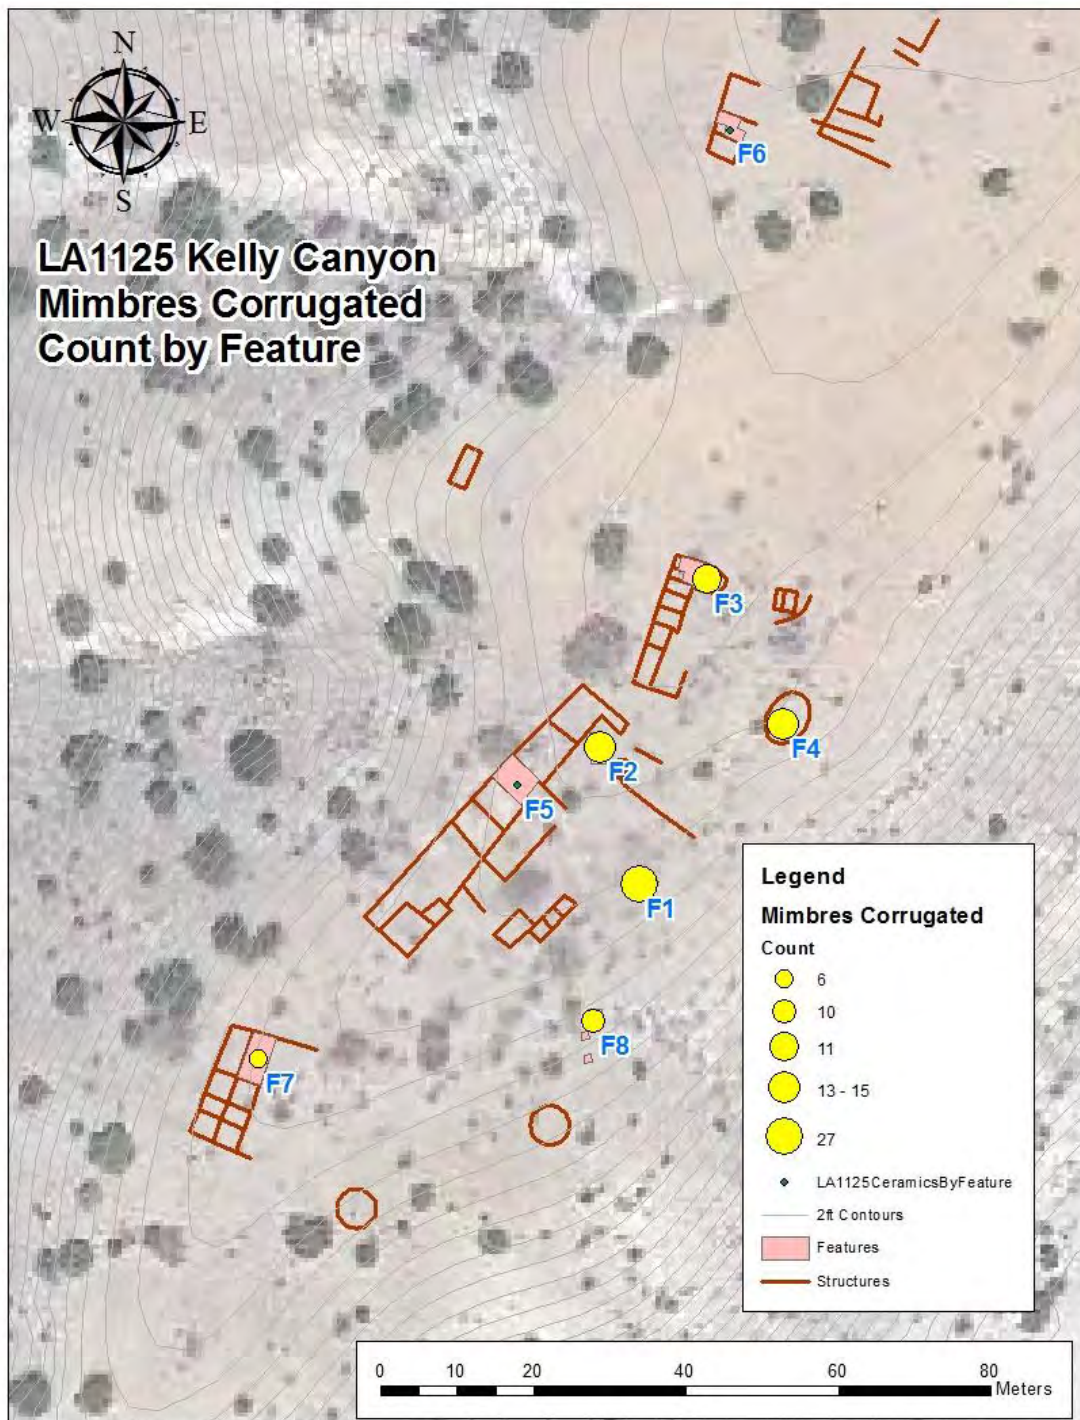 N
W E
S
LA1125 Kelly Canyon
Mimbres Corrugated
Count by Feature
F6
F3
F4
F2
F5
F1
F8
F7
Legend
Mimbres Corrugated
Count
6
10
11
13 - 15
27
LA1125CeramicsByFeature
2ft Contours
Features
Structures
0 10 20 40 60 80
Meters